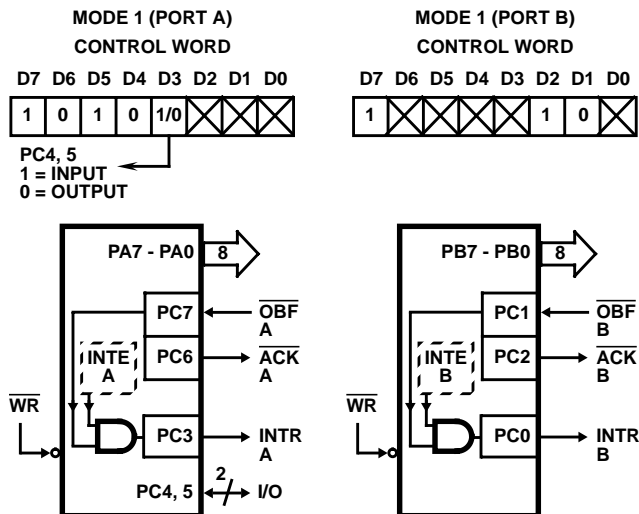 MODE 1 (PORT A)
CONTROL WORD
D7 D6 D5 D4 D3 D2 D1 D0
1 0 1 0 1/0
PC4, 5
1 = INPUT
0 = OUTPUT
PA7 - PA0
8
PC7
OBF
A
INTE
A
PC6
ACK
A
WR
PC3
INTR
A
PC4, 5
2
I/O
MODE 1 (PORT B)
CONTROL WORD
D7 D6 D5 D4 D3 D2 D1 D0
1 1 0
PB7 - PB0
8
PC1
OBF
B
INTE
B
PC2
ACK
B
WR
PC0
INTR
B